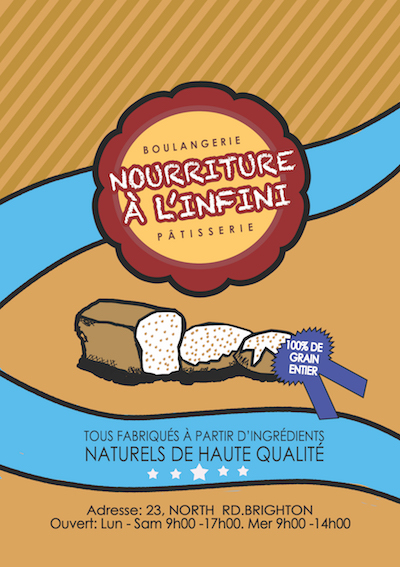 BOULANGERIE
NOURRITURE
À L'INFINI
PÂTISSERIE
100% DE
GRAIN
ENTIER
TOUS FABRIQUÉS À PARTIR D'INGRÉDIENTS
NATURELS DE HAUTE QUALITÉ
Adresse: 23, NORTH RD.BRIGHTON
Ouvert: Lun - Sam 9h00 -17h00. Mer 9h00 -14h00